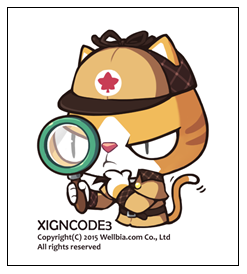 XIGNCODE3
Copyright(C) 2015 Wellbia.com Co., Ltd
All rights reserved